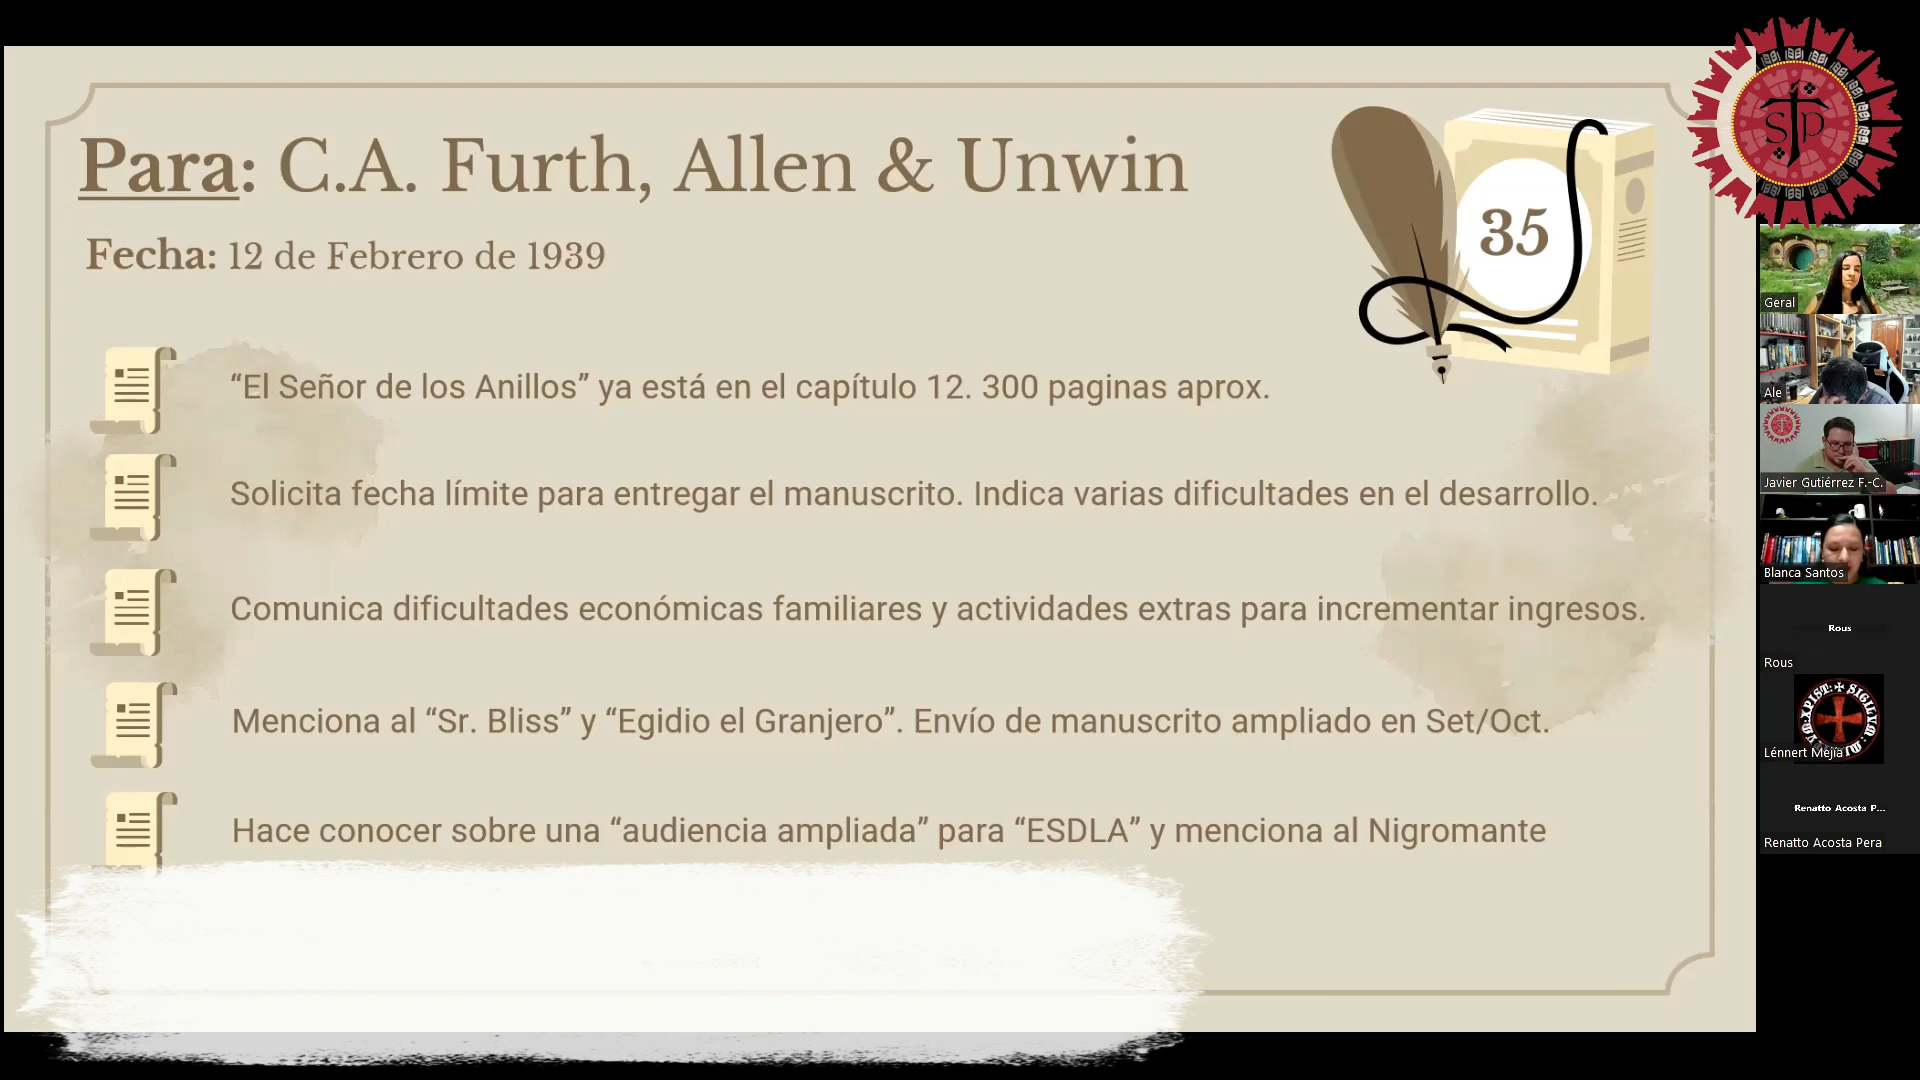 Para: C.A. Furth, Allen & Unwin
Fecha: 12 de Febrero de 1939
35
“El Señor de los Anillos” ya está en el capítulo 12. 300 paginas aprox.
Solicita fecha límite para entregar el manuscrito. Indica varias dificultades en el desarrollo.
Comunica dificultades económicas familiares y actividades extras para incrementar ingresos.
Menciona al “Sr. Bliss” y “Egidio el Granjero”. Envío de manuscrito ampliado en Set/Oct.
Hace conocer sobre una “audiencia ampliada” para “ESDLA” y menciona al Nigromante
STP
Geral
Ale
Javier Gutiérrez F.-C.
Blanca Santos
Rous
Rous
Lénnert Mejía
Renatto Acosta P...
Renatto Acosta Pera